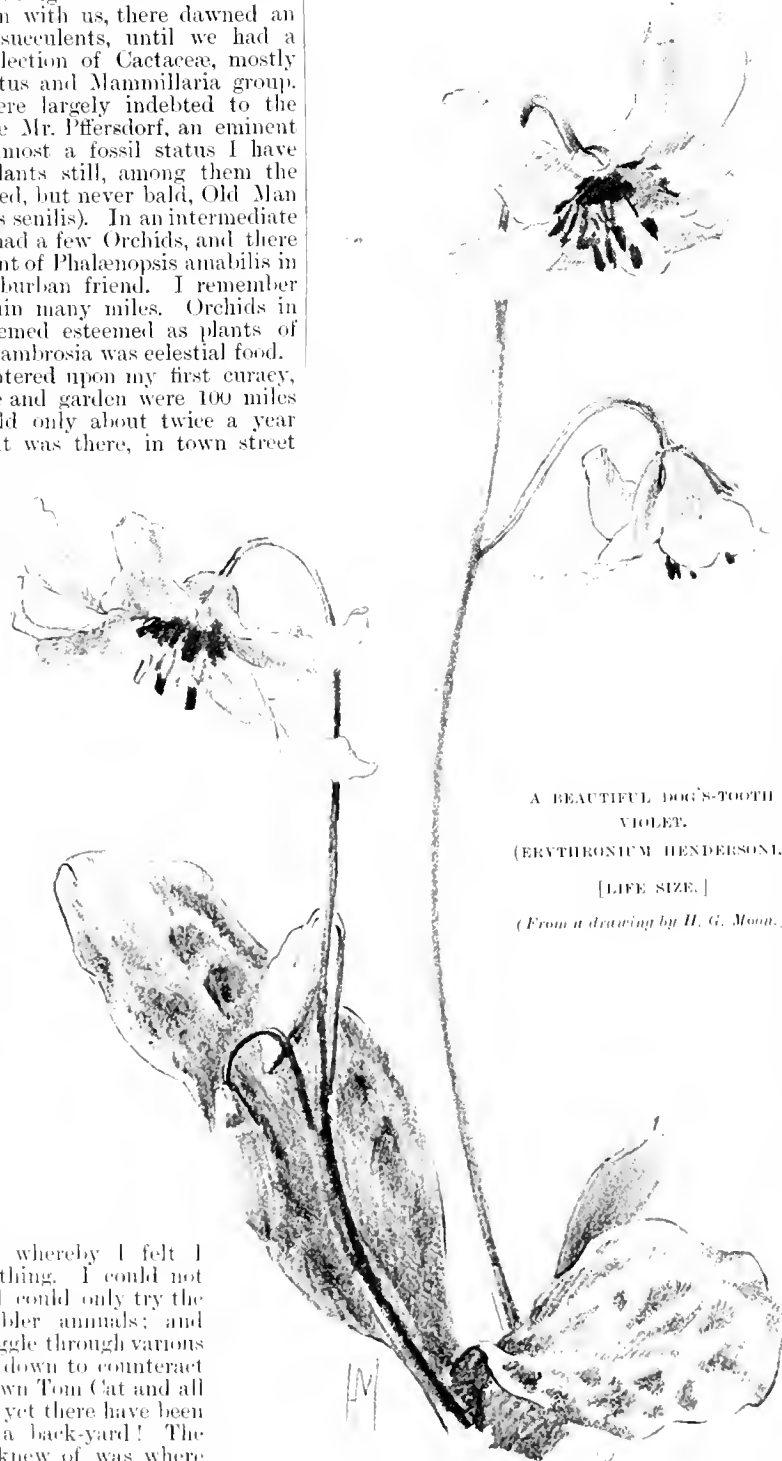 n with us, there dawned an
succulents, until we had a
lection of Cactaceæ, mostly
tus and Mammillaria group.
ere largely indebted to the
e Mr. Pffersdorf, an eminent
most a fossil status I have
lants still, among them the
ed, but never bald, Old Man
s senilis). In an intermediate
had a few Orchids, and there
nt of Phalænopsis amabilis in
burban friend. I remember
in many miles. Orchids in
emed esteemed as plants of
ambrosia was celestial food.
ntered upon my first curacy,
e and garden were 100 miles
ld only about twice a year
t was there, in town street
A BEAUTIFUL DOG'S-TOOTH
VIOLET.
(ERYTHRONIUM HENDERSONI.
[LIFE SIZE.]
(From a drawing by H. G. Moon.
whereby I felt I
thing. I could not
I could only try the
bler annuals; and
ggle through various
down to counteract
wn Tom Cat and all
yet there have been
a back-yard! The
knew of was where